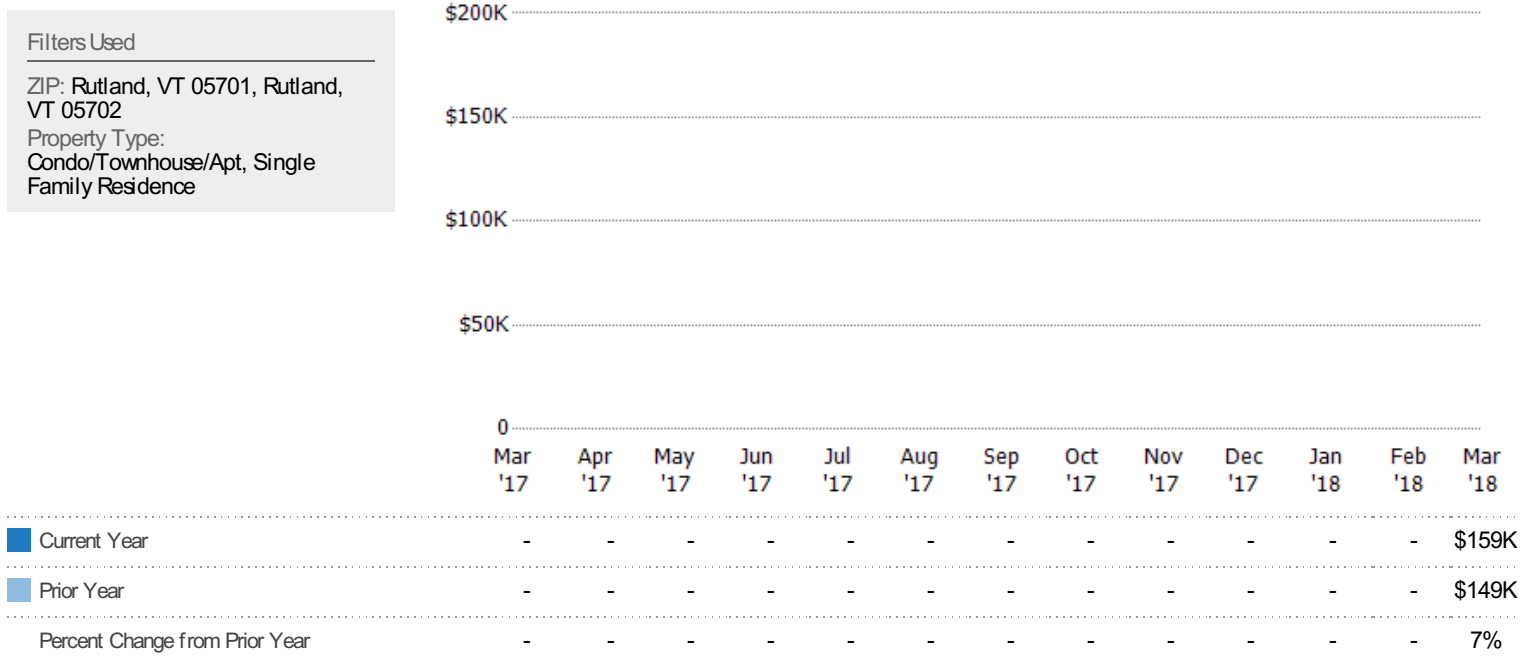 Filters Used
ZIP: Rutland, VT 05701, Rutland,
VT 05702
Property Type:
Condo/Townhouse/Apt, Single
Family Residence
$200K
$150K
$100K
$50K
0
Mar Apr May Jun Jul Aug Sep Oct Nov Dec Jan Feb Mar
'17 '17 '17 '17 '17 '17 '17 '17 '17 '17 '18 '18 '18
Current Year - - - - - - - - - - - - $159K
Prior Year - - - - - - - - - - - - $149K
Percent Change from Prior Year - - - - - - - - - - - - 7%